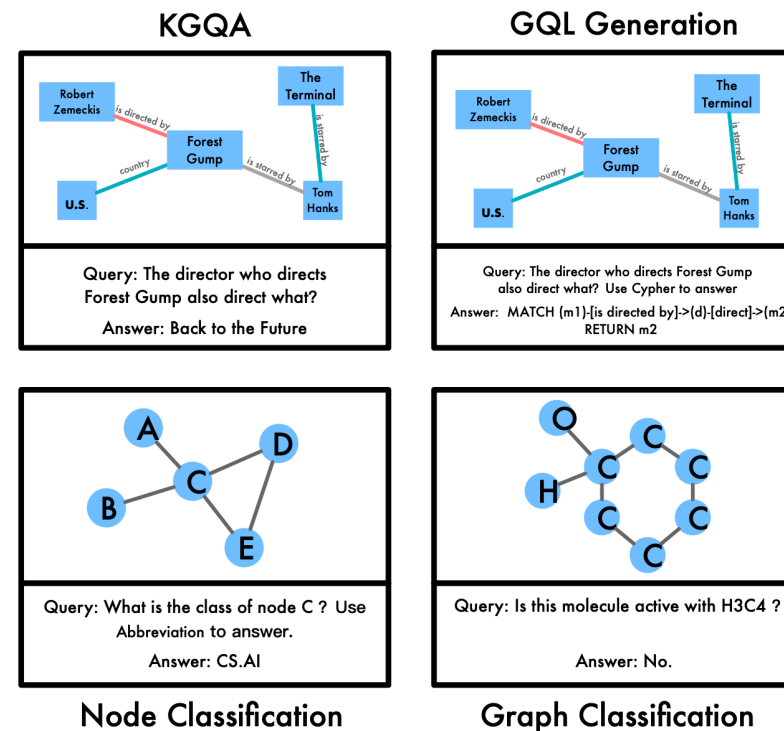 KGQA
Robert
Zemeckis
is directed by
The
Terminal
is starred by
Forest
Gump
country
is starred by
U.S.
Tom
Hanks
Query: The director who directs
Forest Gump also direct what?
Answer: Back to the Future
GQL Generation
Robert
Zemeckis
is directed by
The
Terminal
is starred by
Forest
Gump
country
is starred by
U.S.
Tom
Hanks
Query: The director who directs Forest Gump
also direct what? Use Cypher to answer
Answer: MATCH (m1)-[is directed by]->(d)-[direct]->(m2
RETURN m2
A
D
C
B
E
Query: What is the class of node C ? Use
Abbreviation to answer.
Answer: CS.AI
Node Classification
O
C
C
C
H
C
C
C
Query: Is this molecule active with H3C4 ?
Answer: No.
Graph Classification